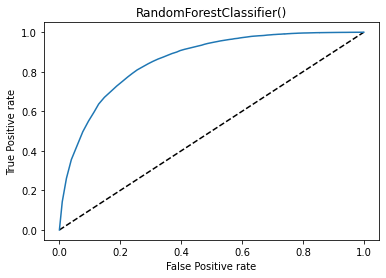 RandomForestClassifier()
True Positive rate
1.0
0.8
0.6
0.4
0.2
0.0
0.0 0.2 0.4 0.6 0.8 1.0
False Positive rate